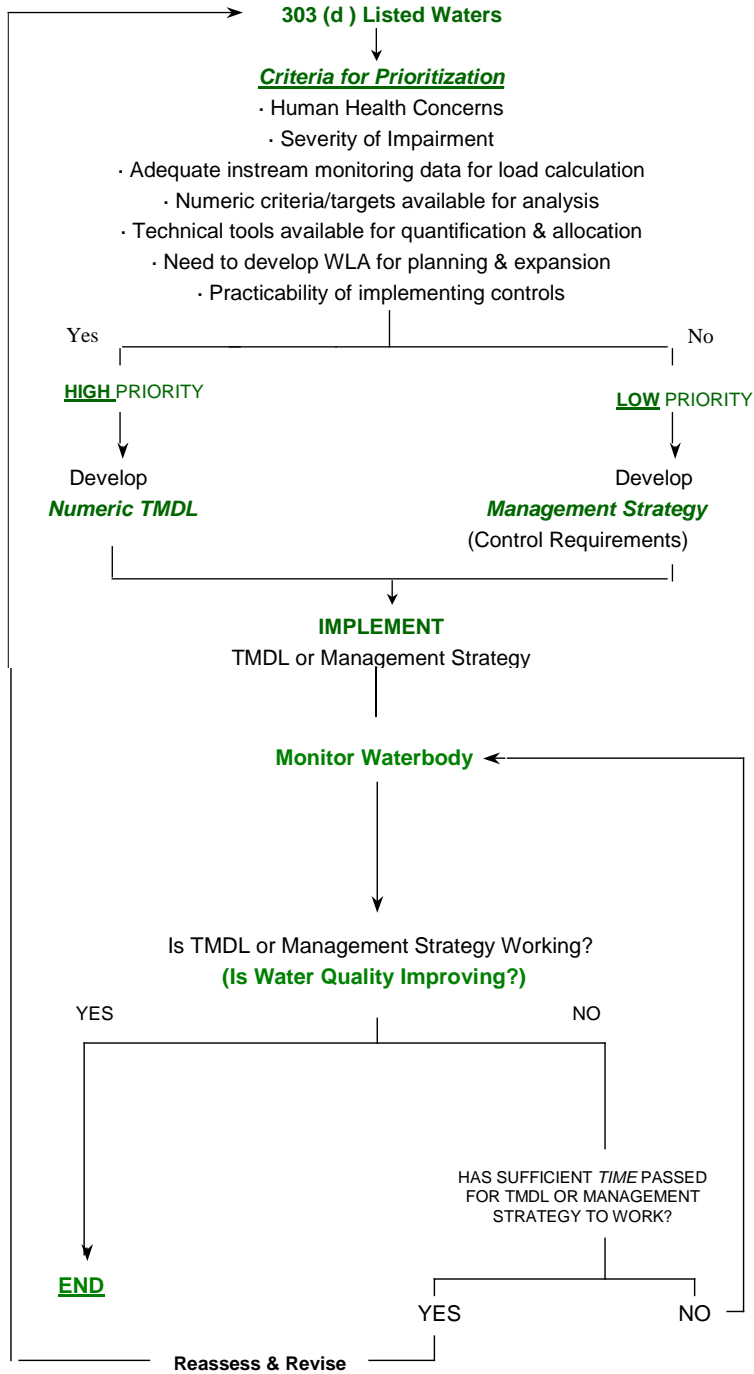 303 (d ) Listed Waters
Criteria for Prioritization
· Human Health Concerns
· Severity of Impairment
· Adequate instream monitoring data for load calculation
· Numeric criteria/targets available for analysis
· Technical tools available for quantification & allocation
· Need to develop WLA for planning & expansion
· Practicability of implementing controls
Yes
No
HIGH PRIORITY
LOW PRIORITY
Develop
Numeric TMDL
Develop
Management Strategy
(Control Requirements)
IMPLEMENT
TMDL or Management Strategy
Monitor Waterbody
Is TMDL or Management Strategy Working?
(Is Water Quality Improving?)
YES
NO
HAS SUFFICIENT TIME PASSED
FOR TMDL OR MANAGEMENT
STRATEGY TO WORK?
END
YES
NO
Reassess & Revise